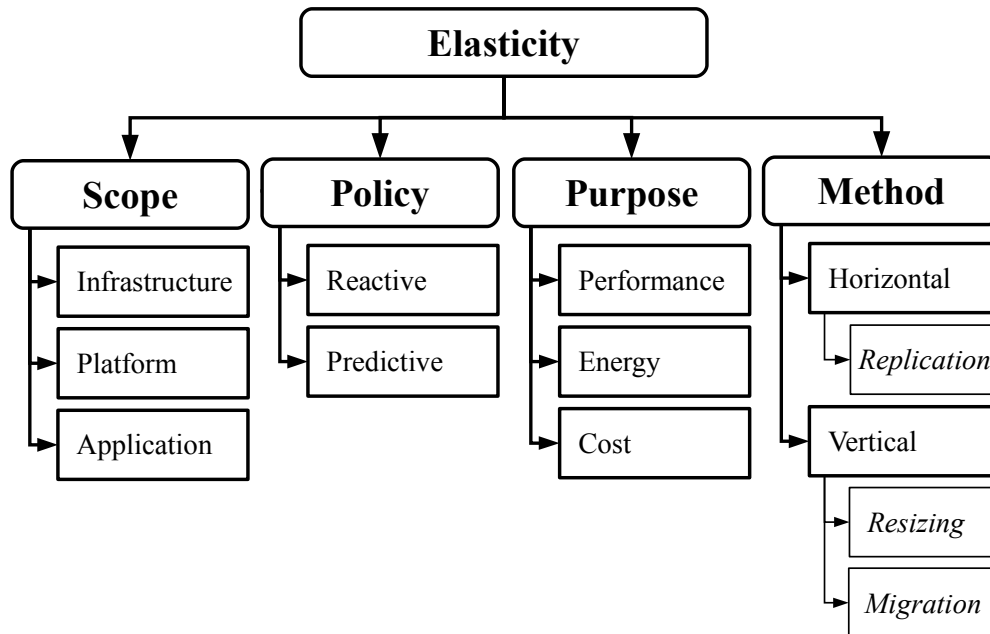 Elasticity
Scope
Infrastructure
Platform
Application
Policy
Reactive
Predictive
Purpose
Performance
Energy
Cost
Method
Horizontal
Replication
Vertical
Resizing
Migration